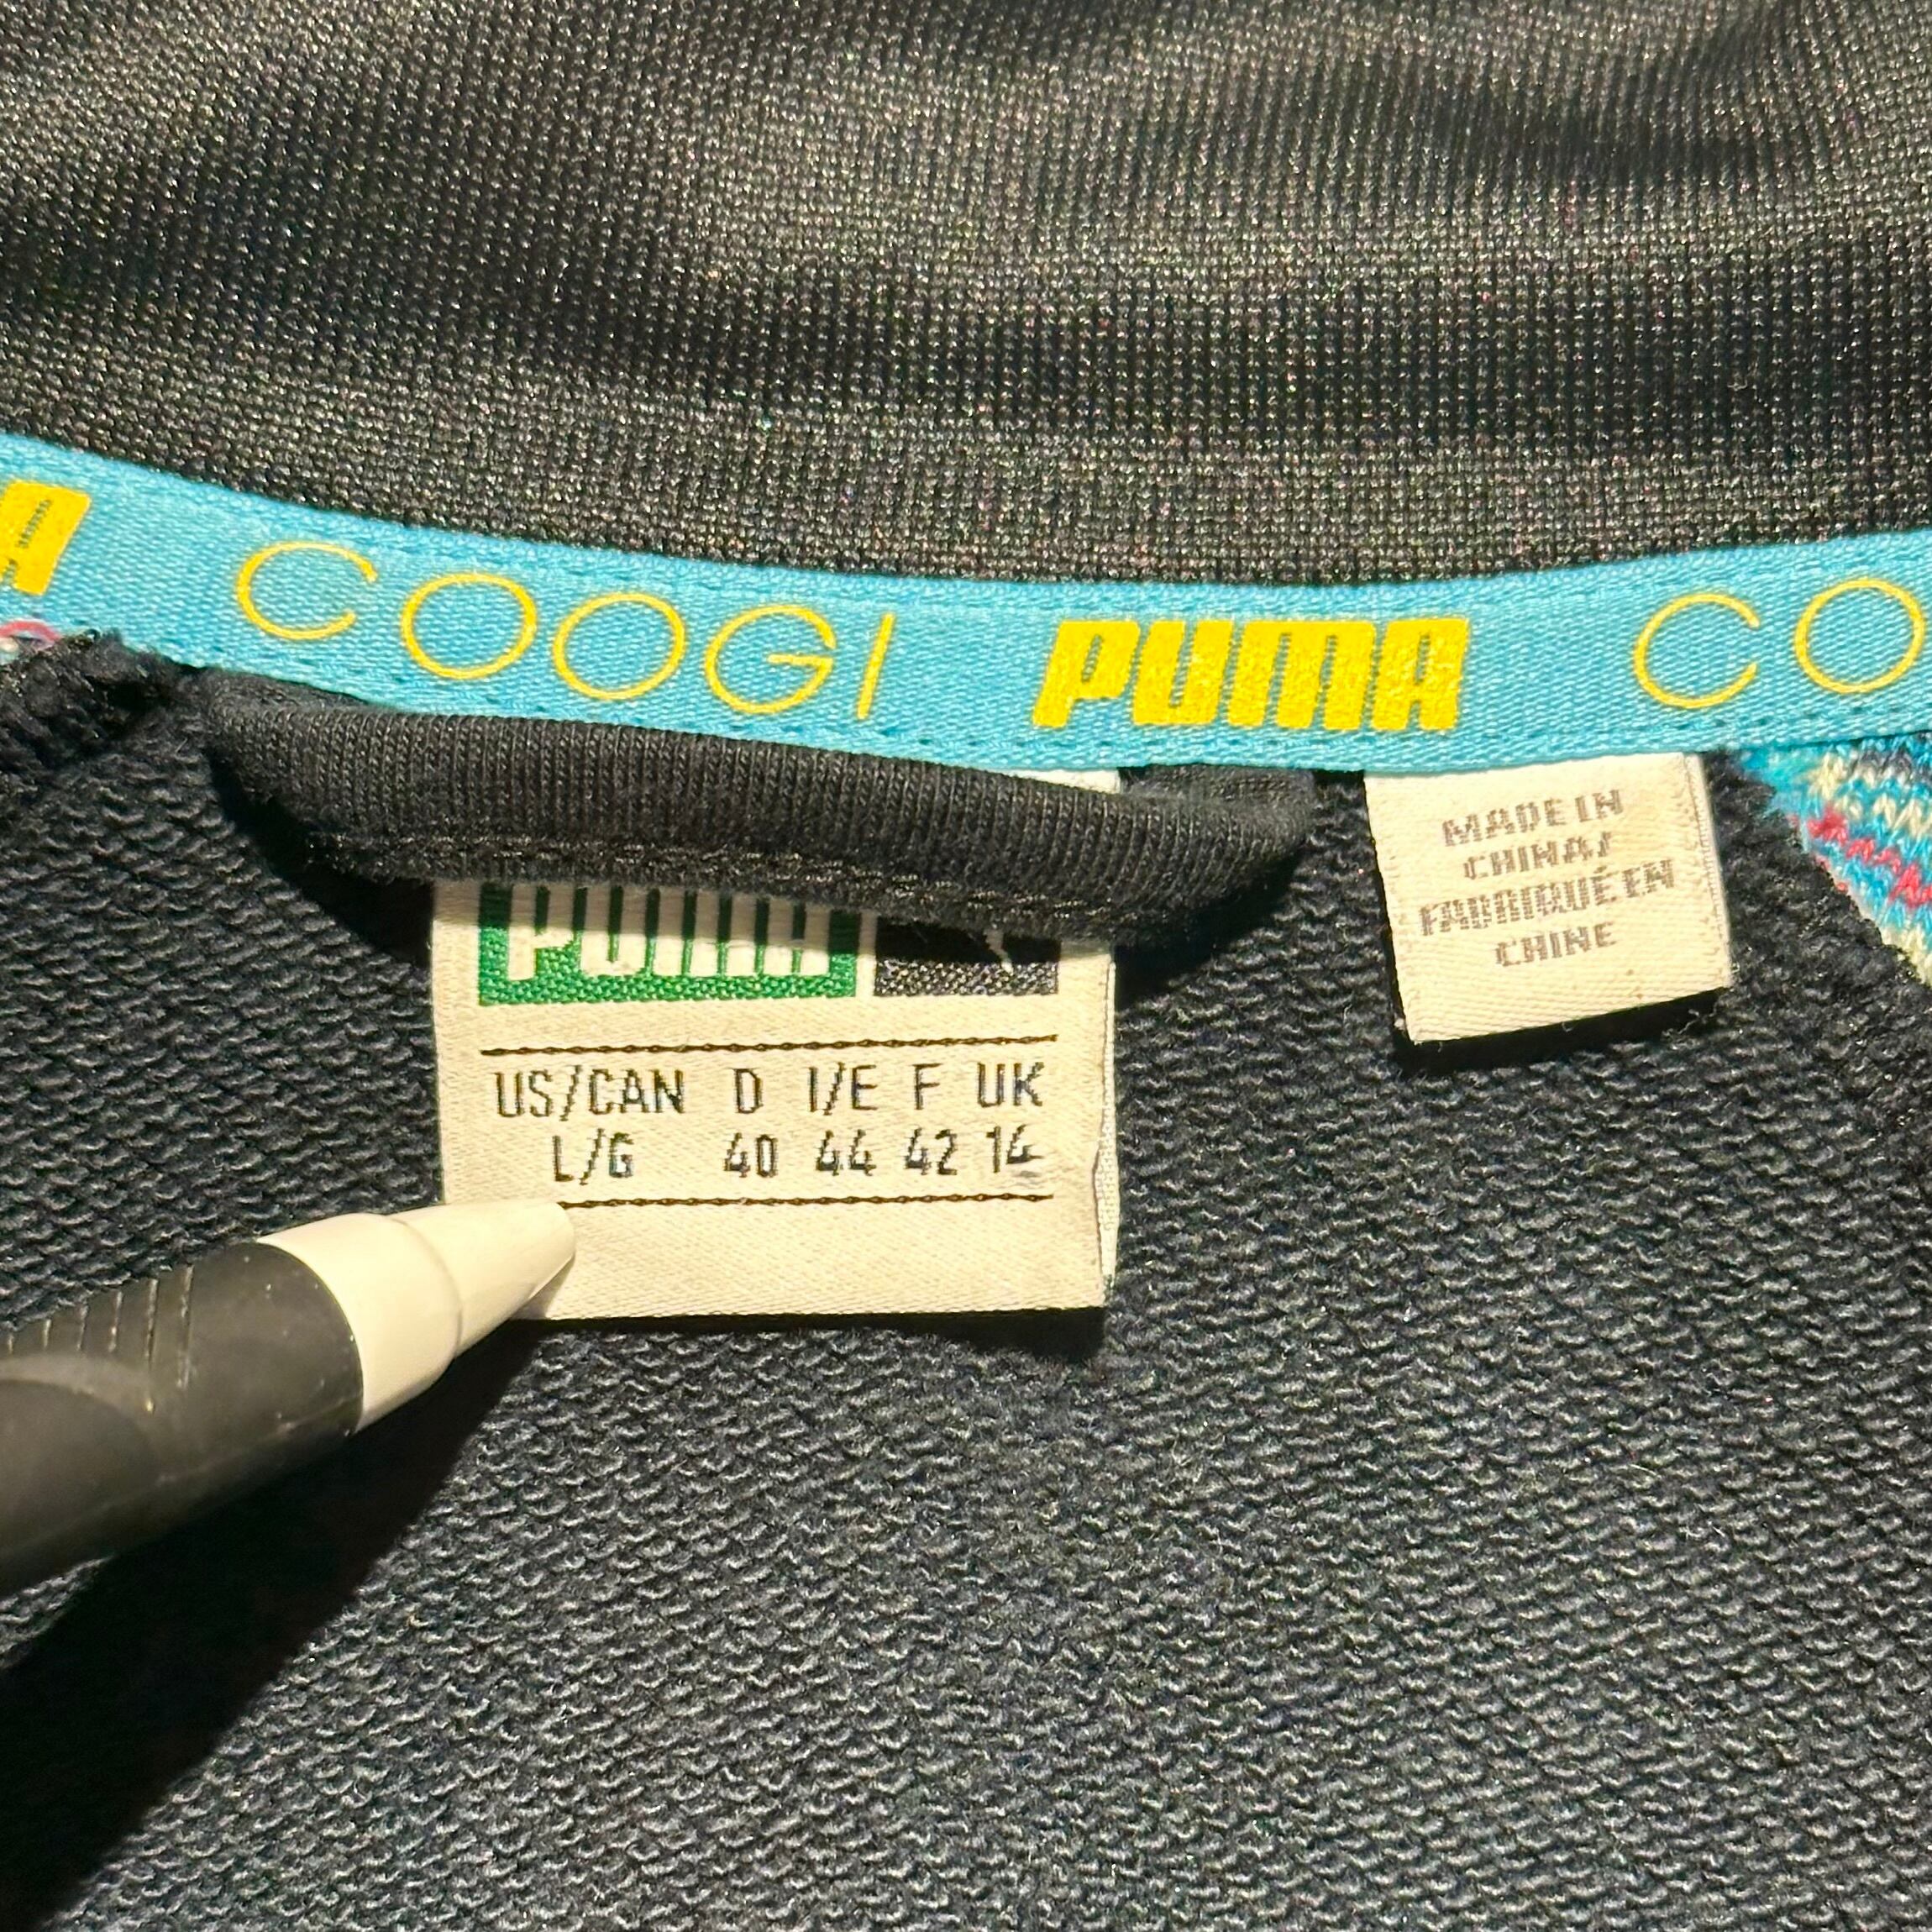 A COOGI PUMA CO
PUMA
US/CAN D I/E F UK
L/G 40 44 42 14
MADE IN
CHINA/
FABRIQUÉ EN
CHINE